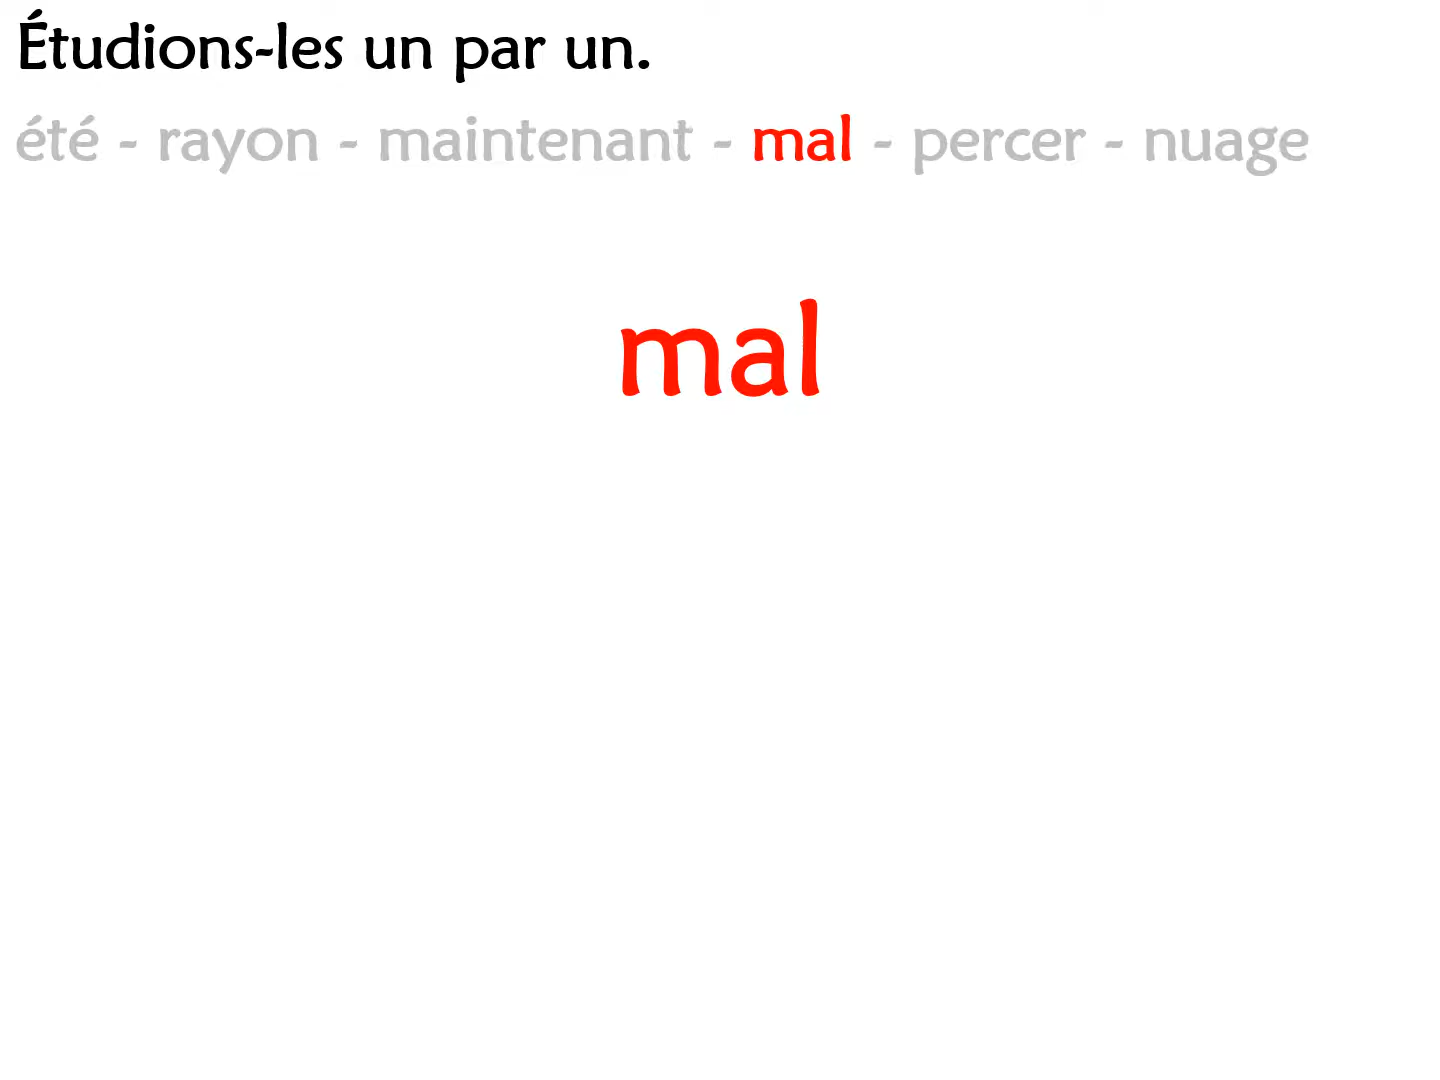 Étudions-les un par un.
été - rayon - maintenant - mal - percer - nuage
mal